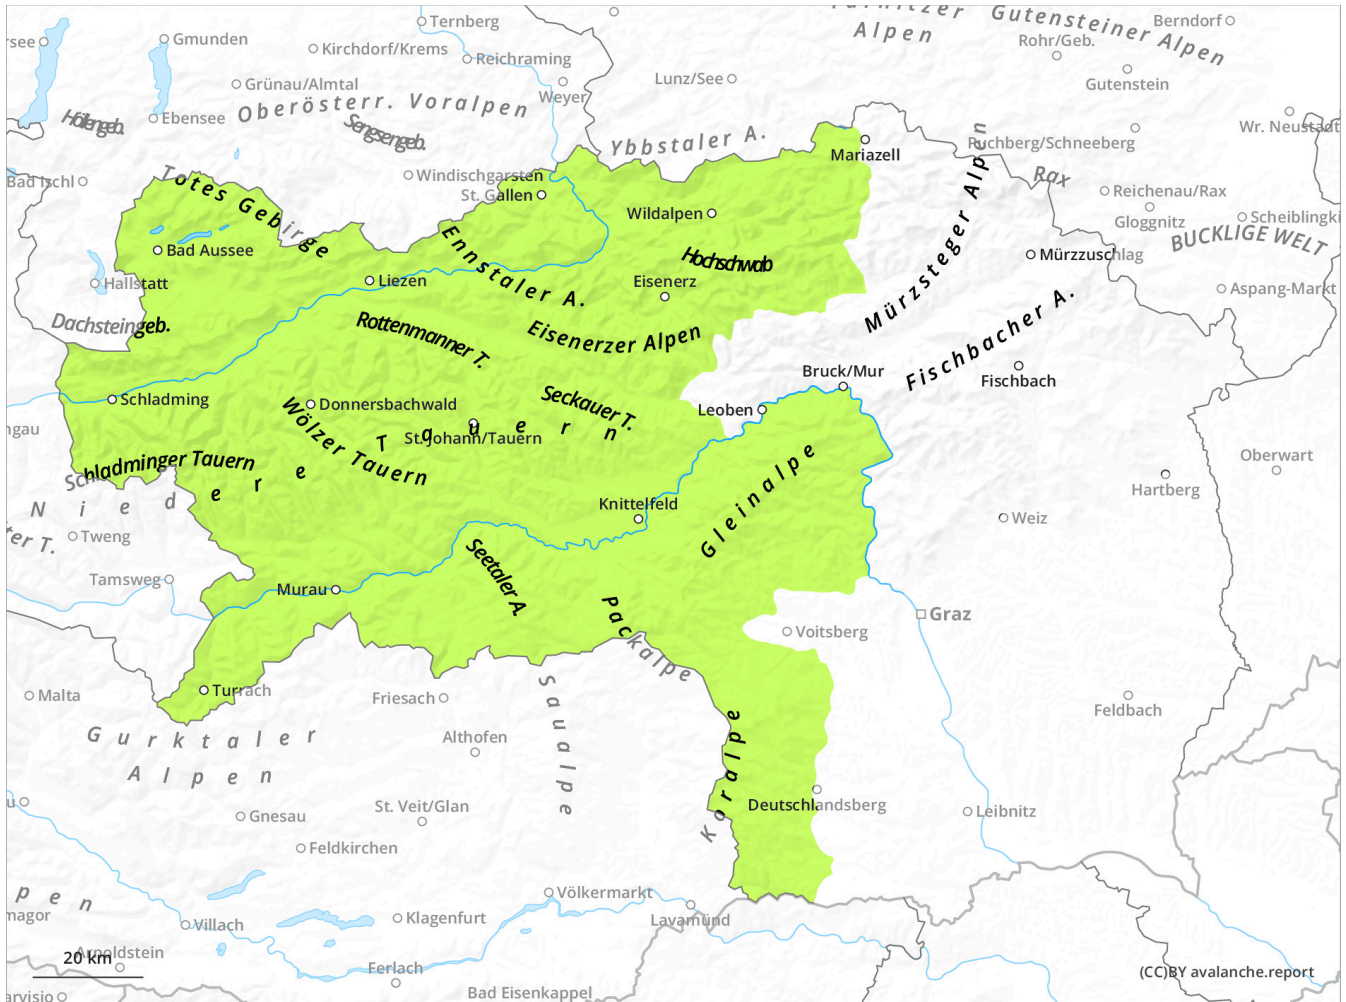 Ternberg
Türnitzer Alpen
Gutensteiner Alpen
Berndorf
Gmunden
Kirchdorf/Krems
Reichraming
Rohr/Geb.
Grünau/Almtal
Lunz/See
Gutenstein
Weyer
Oberösterr. Voralpen
Höllengeb.
Ebensee
Sengsengeb.
Ybbstaler A.
Wr. Neustadt
Puchberg/Schneeberg
Mariazell
Bad Ischl
Totes Gebirge
Windischgarsten
St. Gallen
Rax
Reichenau/Rax
Wildalpen
Gloggnitz
Bad Aussee
Ennstaler A.
Hochschwab
Mürzsteger Alpen
Mürzzuschlag
BUCKLIGE WELT
Hallstatt
Liezen
Eisenerz
Aspang-Markt
Dachsteingeb.
Rottenmanner T.
Eisenerzer Alpen
Fischbacher A.
Bruck/Mur
Fischbach
Schladming
Donnersbachwald
Seckauer T.
Leoben
Wölzer Tauern
St. Johann/Tauern
Niedere Tauern
Schladminger Tauern
Gleinalpe
Oberwart
Hartberg
Knittelfeld
Weiz
Tweng
Tamsweg
Murau
Seetaler A.
Packalpe
Graz
Voitsberg
Malta
Turrach
Friesach
Saualpe
Feldbach
Gurktaler
Alpen
Althofen
Koralpe
St. Veit/Glan
Deutschlandsberg
Gnesau
Leibnitz
Feldkirchen
Völkermarkt
Klagenfurt
Lavamünd
Villach
Arnoldstein
20 km
Ferlach
Bad Eisenkappel
(CC)BY avalanche.report